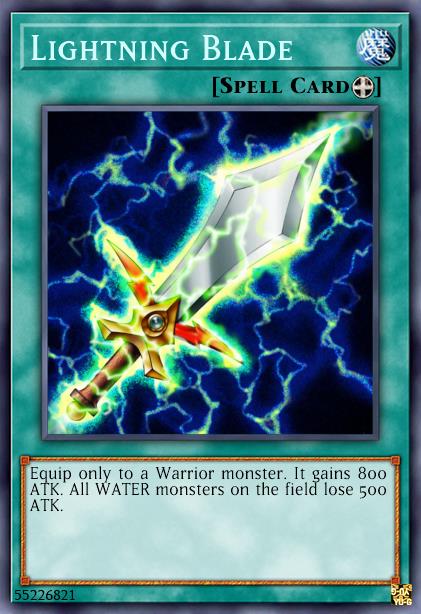 Lightning Blade
魔
[Spell Card]
Equip only to a Warrior monster. It gains 800
ATK. All WATER monsters on the field lose 500
ATK.
55226821